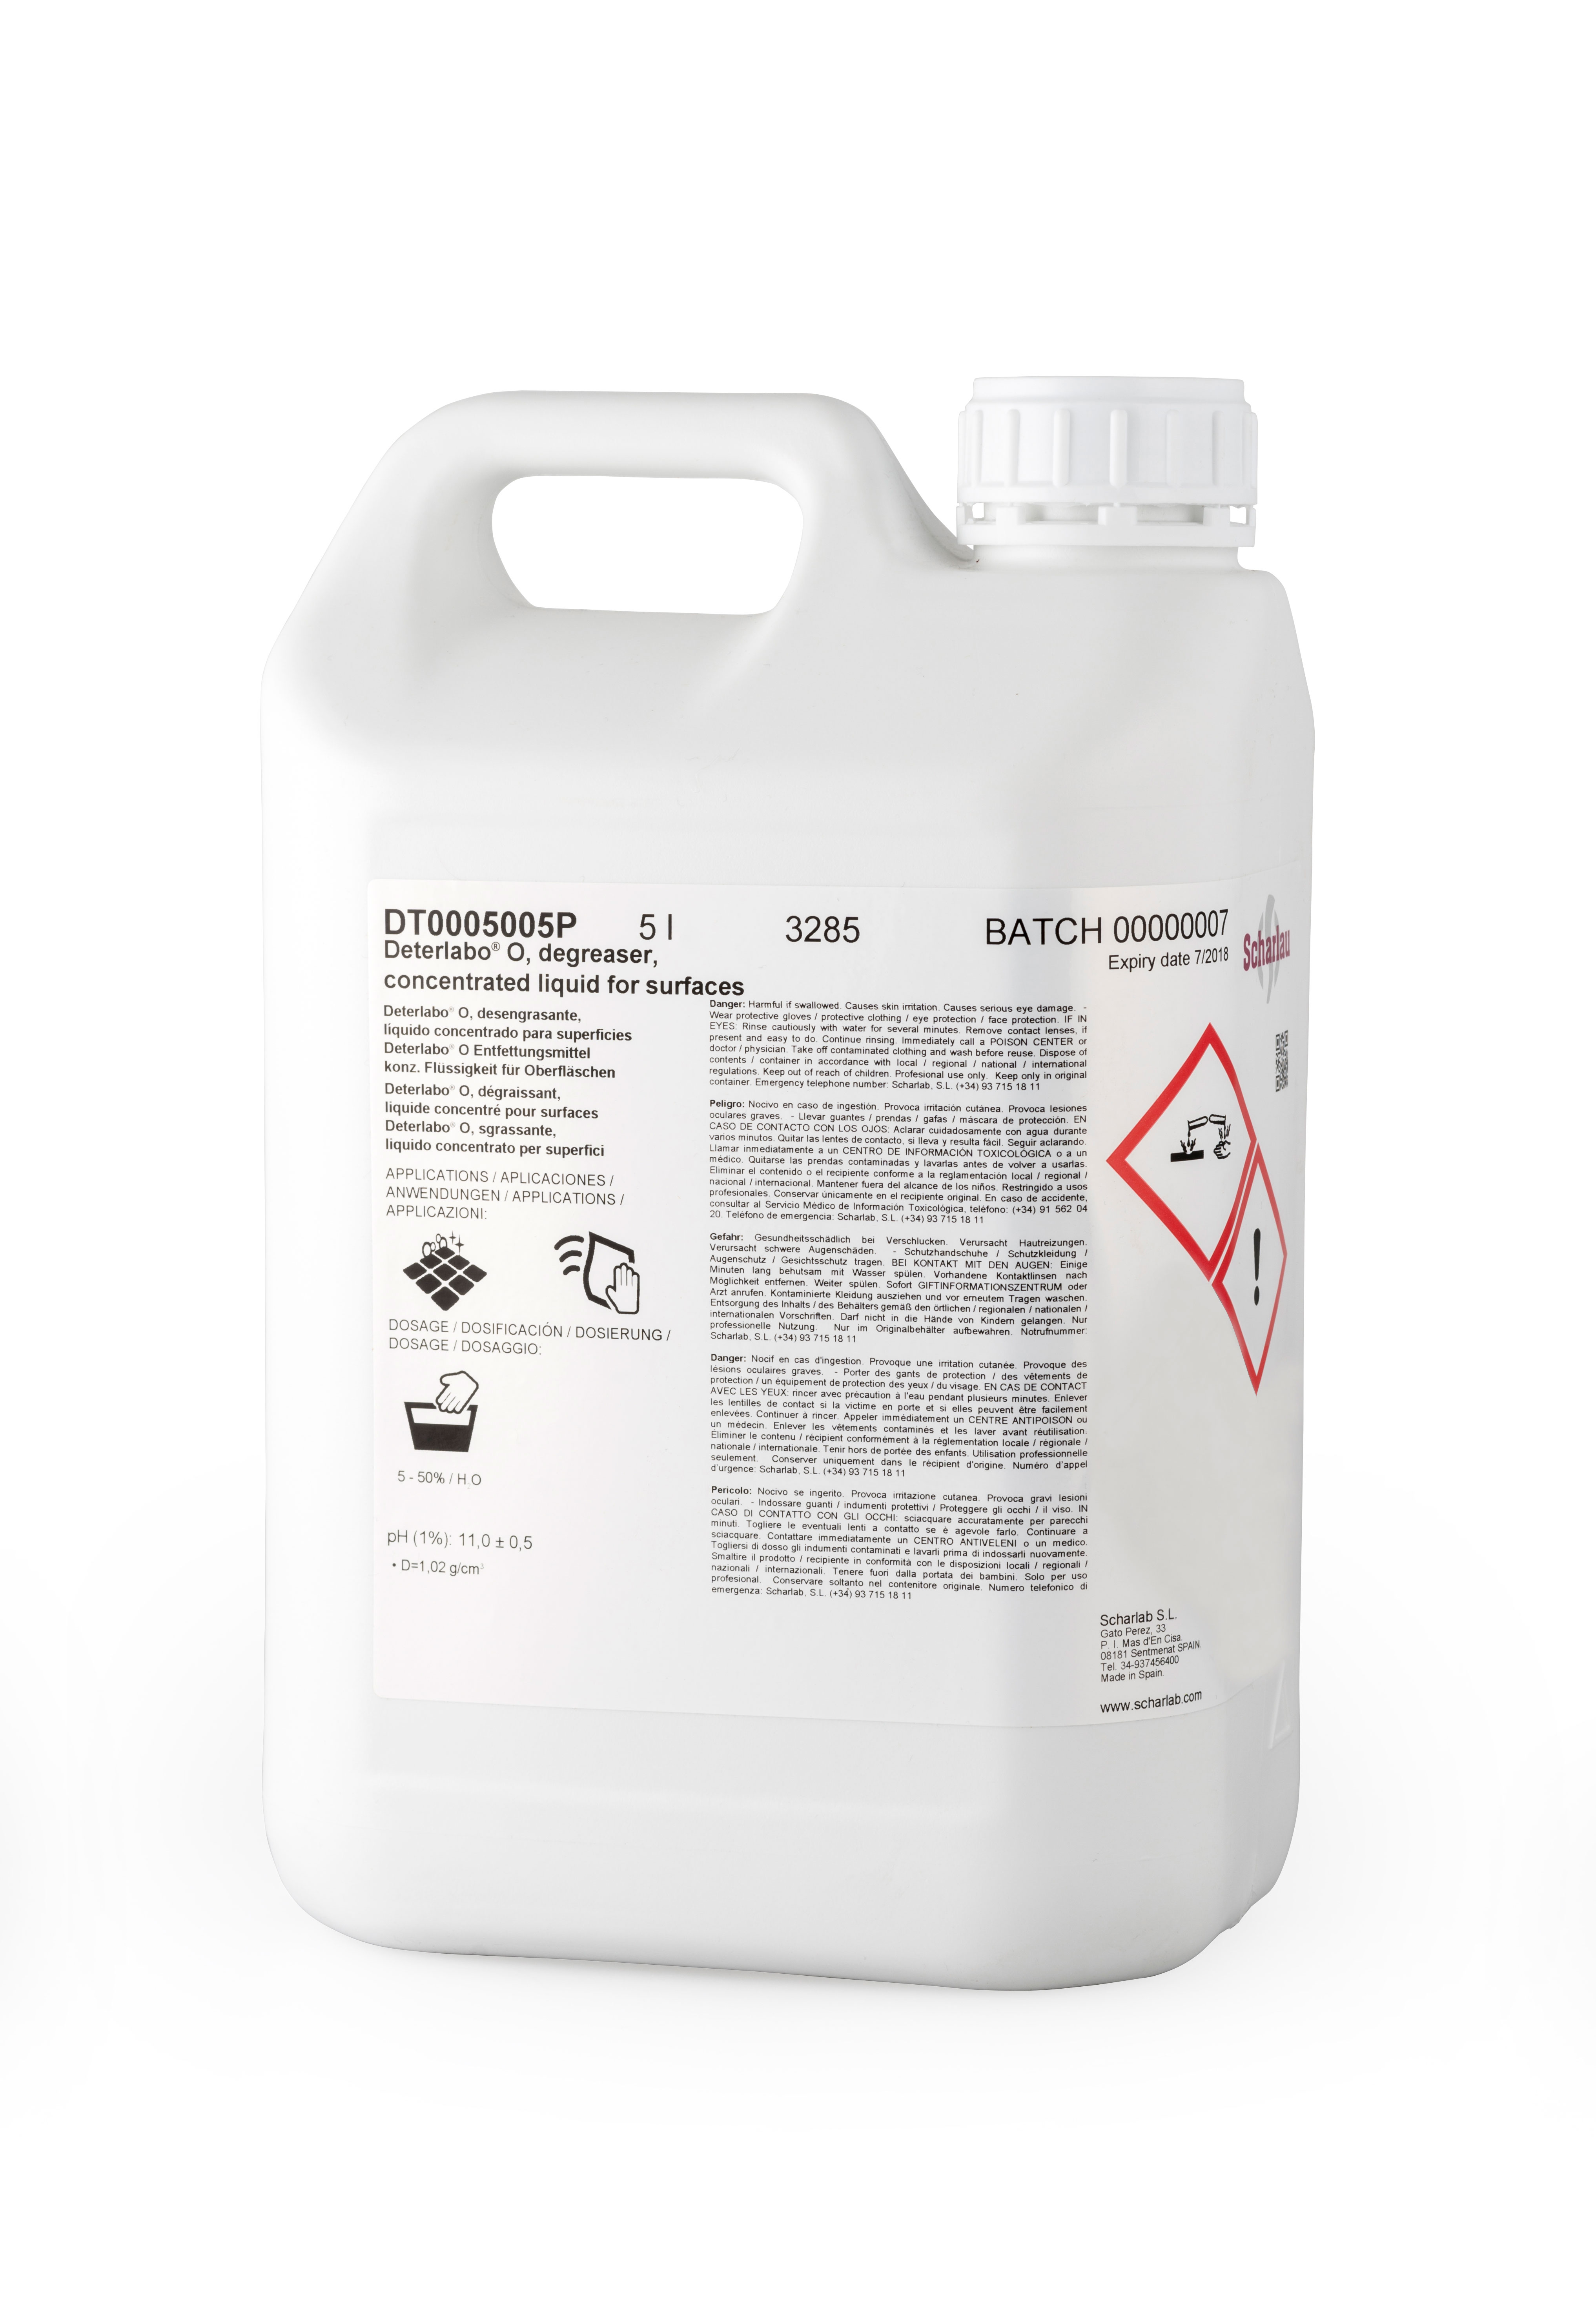 DT0005005P 5 l 3285 BATCH 00000007
Expiry date 7/2018
Scharlau
Deterlabo® O, degreaser,
concentrated liquid for surfaces
Deterlabo® O, desengrasante,
liquido concentrado para superficies
Deterlabo® O Entfettungsmittel
konz. Flüssigkeit für Oberfläschen
Deterlabo® O, dégraissant,
liquide concentré pour surfaces
Deterlabo® O, sgrassante,
liquido concentrato per superfici
APPLICATIONS / APLICACIONES /
ANWENDUNGEN / APPLICATIONS /
APPLICAZIONI:
DOSAGE / DOSIFICACIÓN / DOSIERUNG /
DOSAGE / DOSAGGIO:
5 - 50% / H₂O
pH (1%): 11,0 ± 0,5
• D=1,02 g/cm³
Danger: Harmful if swallowed. Causes skin irritation. Causes serious eye damage. -
Wear protective gloves / protective clothing / eye protection / face protection. IF IN
EYES: Rinse cautiously with water for several minutes. Remove contact lenses, if
present and easy to do. Continue rinsing. Immediately call a POISON CENTER or
doctor / physician. Take off contaminated clothing and wash before reuse. Dispose of
contents / container in accordance with local / regional / national / international
regulations. Keep out of reach of children. Profesional use only. Keep only in original
container. Emergency telephone number: Scharlab, S.L. (+34) 93 715 18 11
Peligro: Nocivo en caso de ingestión. Provoca irritación cutánea. Provoca lesiones
oculares graves. - Llevar guantes / prendas / gafas / máscara de protección. EN
CASO DE CONTACTO CON LOS OJOS: Aclarar cuidadosamente con agua durante
varios minutos. Quitar las lentes de contacto, si lleva y resulta fácil. Seguir aclarando.
Llamar inmediatamente a un CENTRO DE INFORMACIÓN TOXICOLÓGICA o a un
médico. Quitarse las prendas contaminadas y lavarlas antes de volver a usarlas.
Eliminar el contenido o el recipiente conforme a la reglamentación local / regional /
nacional / internacional. Mantener fuera del alcance de los niños. Restringido a usos
profesionales. Conservar únicamente en el recipiente original. En caso de accidente,
consultar al Servicio Médico de Información Toxicológica, teléfono: (+34) 91 562 04
20. Teléfono de emergencia: Scharlab, S.L. (+34) 93 715 18 11
Gefahr: Gesundheitsschädlich bei Verschlucken. Verursacht Hautreizungen.
Verursacht schwere Augenschäden. - Schutzhandschuhe / Schutzkleidung /
Augenschutz / Gesichtsschutz tragen. BEI KONTAKT MIT DEN AUGEN: Einige
Minuten lang behutsam mit Wasser spülen. Vorhandene Kontaktlinsen nach
Möglichkeit entfernen. Weiter spülen. Sofort GIFTINFORMATIONSZENTRUM oder
Arzt anrufen. Kontaminierte Kleidung ausziehen und vor erneutem Tragen waschen.
Entsorgung des Inhalts / des Behälters gemäß den örtlichen / regionalen / nationalen /
internationalen Vorschriften. Darf nicht in die Hände von Kindern gelangen. Nur
professionelle Nutzung. Nur im Originalbehälter aufbewahren. Notrufnummer:
Scharlab, S.L. (+34) 93 715 18 11
Danger: Nocif en cas d'ingestion. Provoque une irritation cutanée. Provoque des
lésions oculaires graves. - Porter des gants de protection / des vêtements de
protection / un équipement de protection des yeux / du visage. EN CAS DE CONTACT
AVEC LES YEUX: rincer avec précaution à l'eau pendant plusieurs minutes. Enlever
les lentilles de contact si la victime en porte et si elles peuvent être facilement
enlevées. Continuer à rincer. Appeler immédiatement un CENTRE ANTIPOISON ou
un médecin. Enlever les vêtements contaminés et les laver avant réutilisation.
Éliminer le contenu / récipient conformément à la réglementation locale / régionale /
nationale / internationale. Tenir hors de portée des enfants. Utilisation professionnelle
seulement. Conserver uniquement dans le récipient d'origine. Numéro d'appel
d'urgence: Scharlab, S.L. (+34) 93 715 18 11
Pericolo: Nocivo se ingerito. Provoca irritazione cutanea. Provoca gravi lesioni
oculari. - Indossare guanti / indumenti protettivi / Proteggere gli occhi / il viso. IN
CASO DI CONTATTO CON GLI OCCHI: sciacquare accuratamente per parecchi
minuti. Togliere le eventuali lenti a contatto se è agevole farlo. Continuare a
sciacquare. Contattare immediatamente un CENTRO ANTIVELENI o un medico.
Togliersi di dosso gli indumenti contaminati e lavarli prima di indossarli nuovamente.
Smaltire il prodotto / recipiente in conformità con le disposizioni locali / regionali /
nazionali / internazionali. Tenere fuori dalla portata dei bambini. Solo per uso
profesional. Conservare soltanto nel contenitore originale. Numero telefonico di
emergenza: Scharlab, S.L. (+34) 93 715 18 11
Scharlab S.L.
Gato Perez, 33
P. I. Mas d'En Cisa.
08181 Sentmenat SPAIN.
Tel. 34-937456400
Made in Spain.
www.scharlab.com